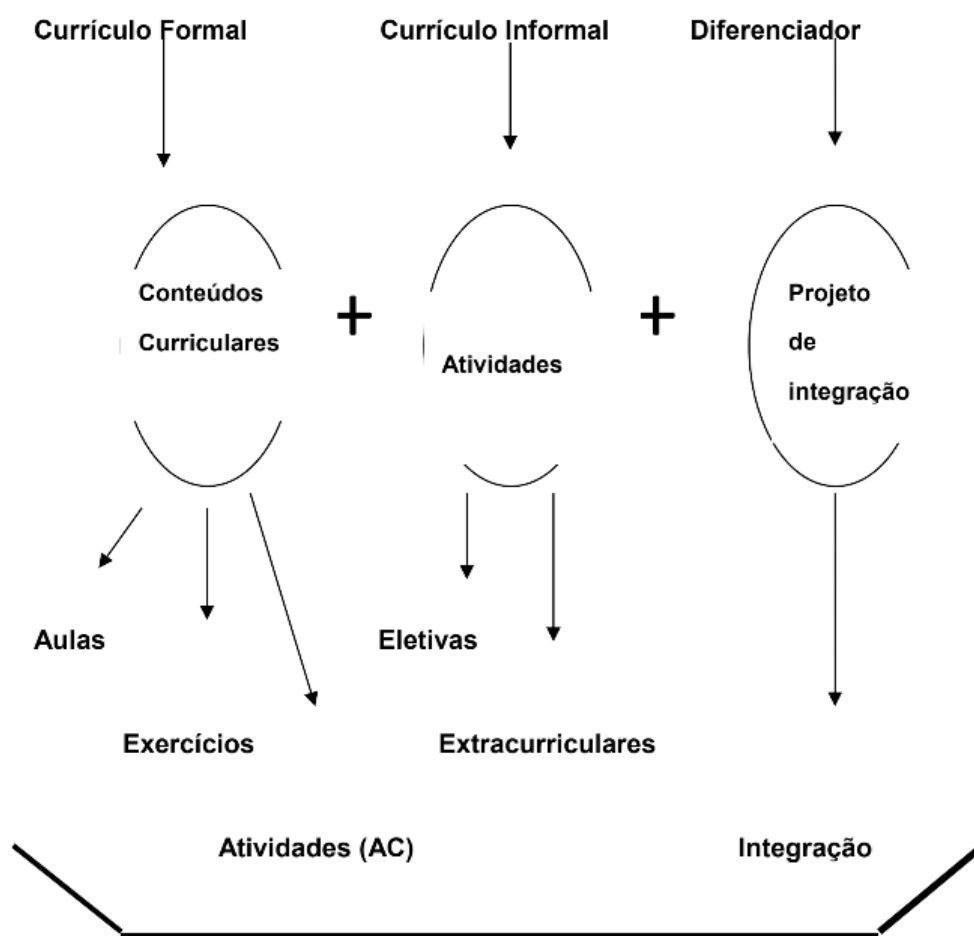 Currículo Formal
Currículo Informal
Diferenciador
Conteúdos
Curriculares
+
Atividades
+
Projeto
de
integração
Aulas
Eletivas
Exercícios
Extracurriculares
Atividades (AC)
Integração